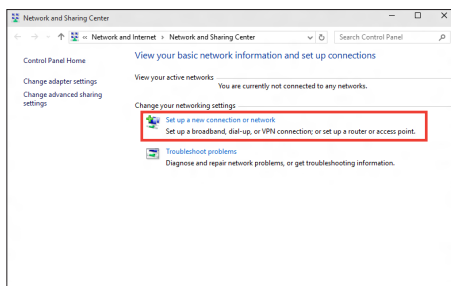 Network and Sharing Center
« Network and Internet › Network and Sharing Center
Search Control Panel
Control Panel Home
Change adapter settings
Change advanced sharing
settings
View your basic network information and set up connections
View your active networks
You are currently not connected to any networks.
Change your networking settings
Set up a new connection or network
Set up a broadband, dial-up, or VPN connection; or set up a router or access point.
Troubleshoot problems
Diagnose and repair network problems, or get troubleshooting information.